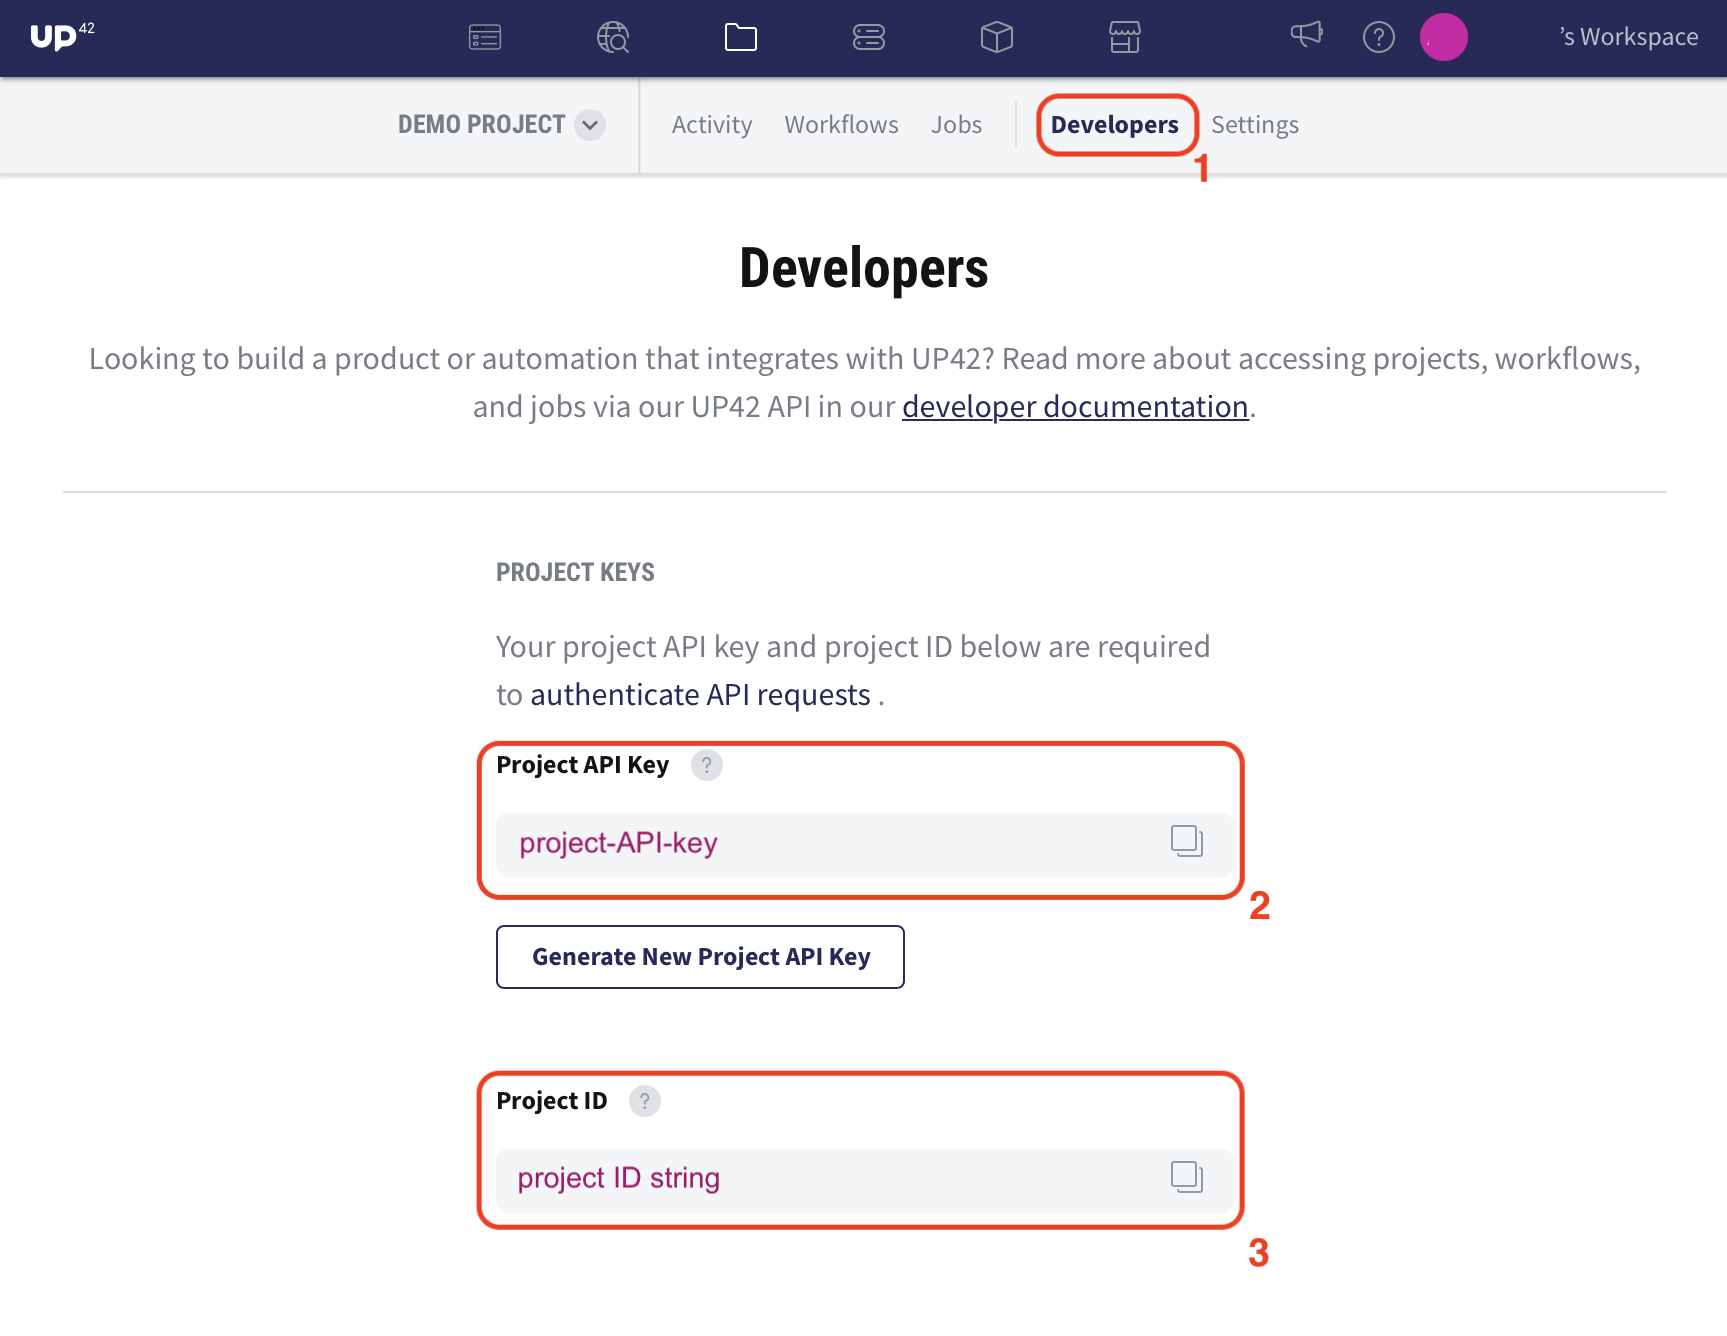 UP42
?
's Workspace
DEMO PROJECT
Activity
Workflows
Jobs
Developers
Settings
1
Developers
Looking to build a product or automation that integrates with UP42? Read more about accessing projects, workflows,
and jobs via our UP42 API in our developer documentation.
PROJECT KEYS
Your project API key and project ID below are required
to authenticate API requests .
Project API Key ?
project-API-key
2
Generate New Project API Key
Project ID ?
project ID string
3